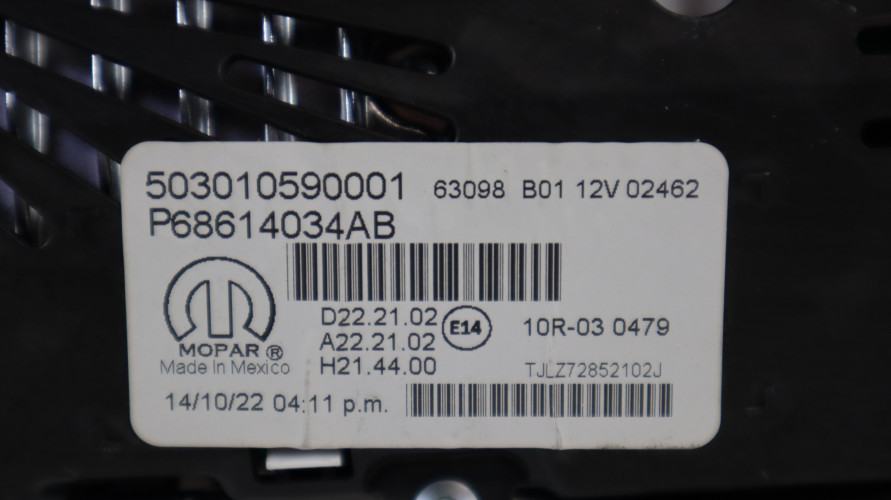 503010590001 63098 B01 12V 02462
P68614034AB
D22.21.02
A22.21.02
H21.44.00
E14
10R-03 0479
MOPAR ®
Made In Mexico
TJLZ72852102J
14/10/22 04:11 p.m.